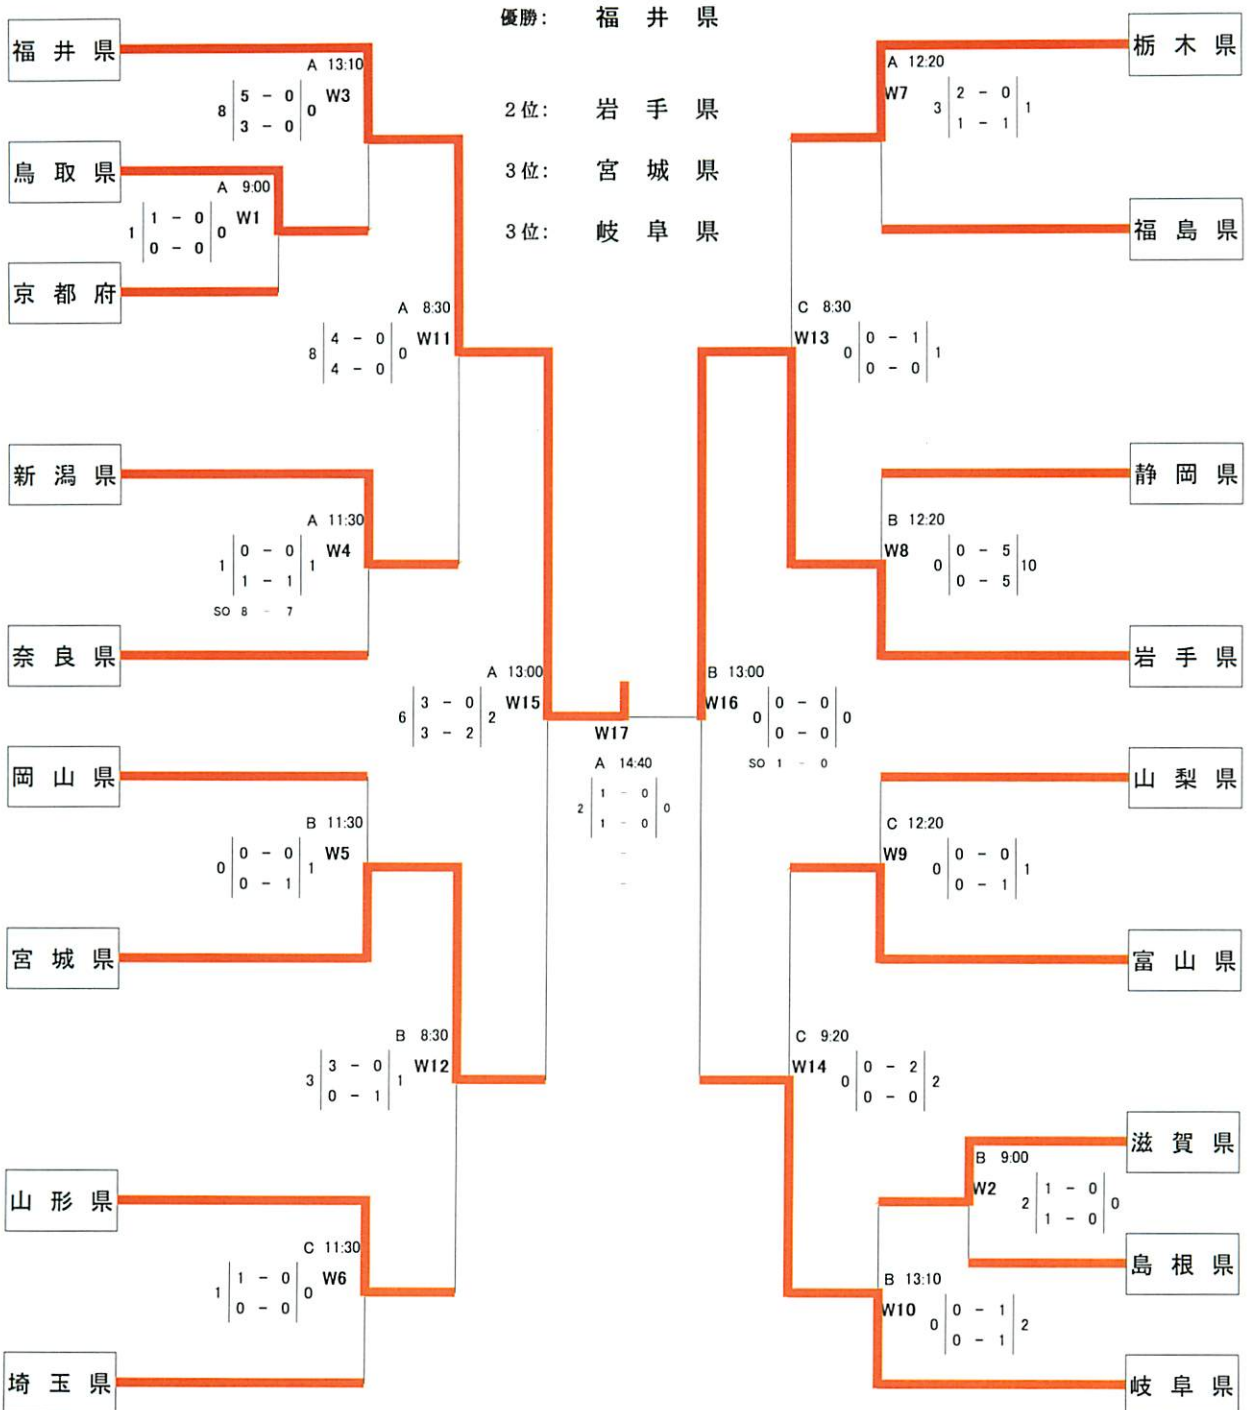 優勝: 福井県
2位: 岩手県
3位: 宮城県
3位: 岐阜県
福井県
A 13:10
W3
8 5 - 0 0
3 - 0
鳥取県
A 9:00
W1
1 1 - 0 0
0 - 0
京都府
A 8:30
W11
8 4 - 0 0
4 - 0
新潟県
A 11:30
W4
1 0 - 0 1
1 - 1
SO 8 - 7
奈良県
A 13:00
W15
6 3 - 0 2
3 - 2
岡山県
B 11:30
W5
0 0 - 0 1
0 - 1
宮城県
B 8:30
W12
3 3 - 0 1
0 - 1
山形県
C 11:30
W6
1 1 - 0 0
0 - 0
埼玉県
W17
A 14:40
2 1 - 0 0
1 - 0
-
-
栃木県
A 12:20
W7
3 2 - 0 1
1 - 1
福島県
C 8:30
W13
0 0 - 1 1
0 - 0
静岡県
B 12:20
W8
0 0 - 5 10
0 - 5
岩手県
B 13:00
W16
0 0 - 0 0
0 - 0
SO 1 - 0
山梨県
C 12:20
W9
0 0 - 0 1
0 - 1
富山県
C 9:20
W14
0 0 - 2 2
0 - 0
滋賀県
B 9:00
W2
2 1 - 0 0
1 - 0
島根県
B 13:10
W10
0 0 - 1 2
0 - 1
岐阜県